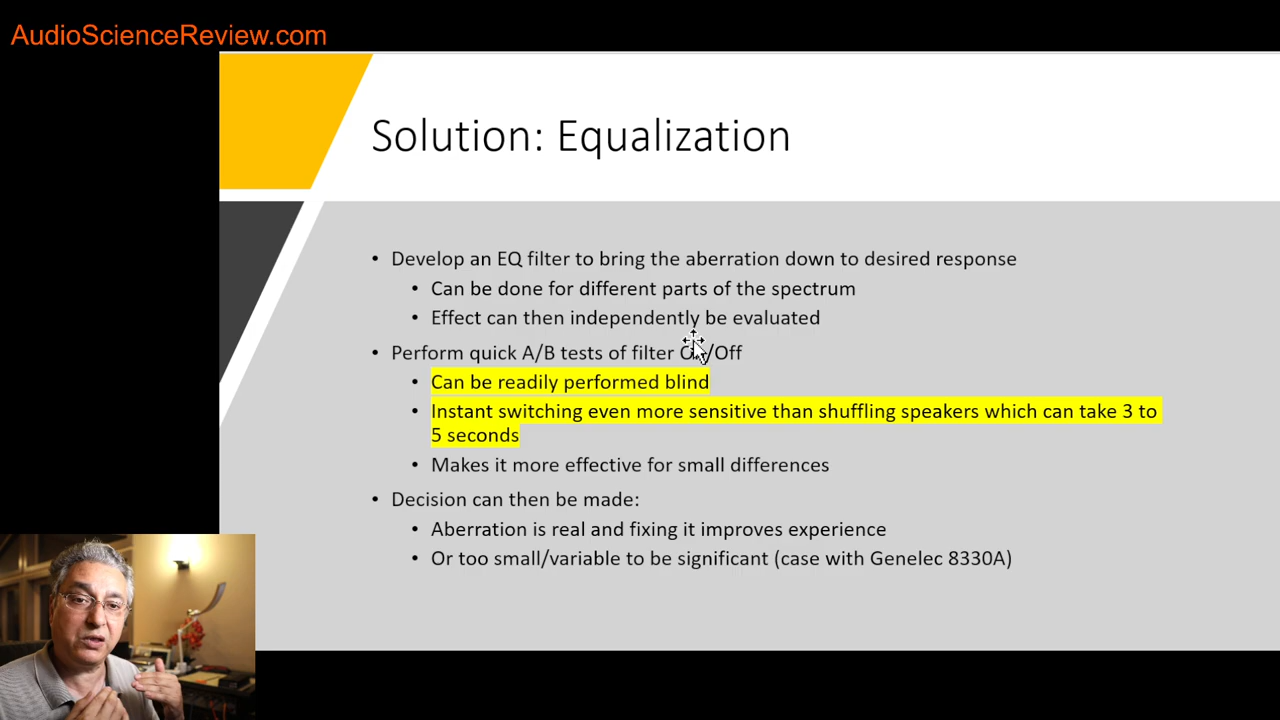 AudioScienceReview.com
Solution: Equalization
• Develop an EQ filter to bring the aberration down to desired response
• Can be done for different parts of the spectrum
• Effect can then independently be evaluated
• Perform quick A/B tests of filter On/Off
• Can be readily performed blind
• Instant switching even more sensitive than shuffling speakers which can take 3 to
5 seconds
• Makes it more effective for small differences
• Decision can then be made:
• Aberration is real and fixing it improves experience
• Or too small/variable to be significant (case with Genelec 8330A)